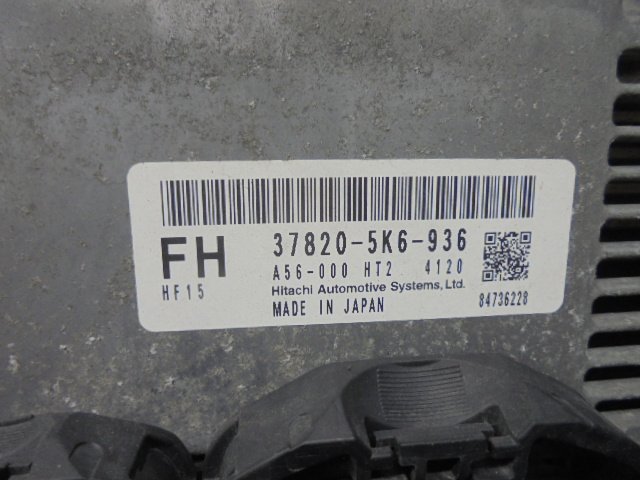 FH 37820-5K6-936
HF15 A56-000 HT2 4120
Hitachi Automotive Systems, Ltd.
MADE IN JAPAN 84736228